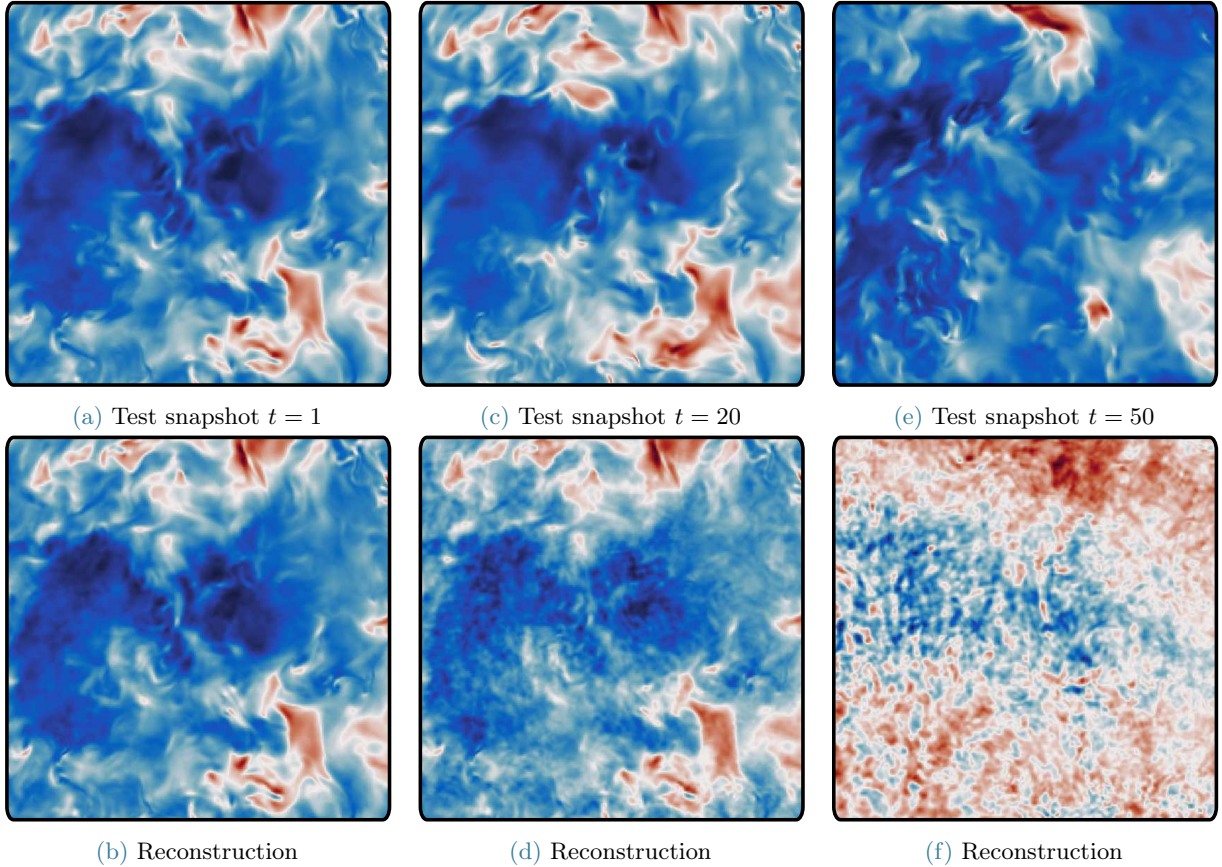 (a) Test snapshot t = 1
(c) Test snapshot t = 20
(e) Test snapshot t = 50
(b) Reconstruction
(d) Reconstruction
(f) Reconstruction